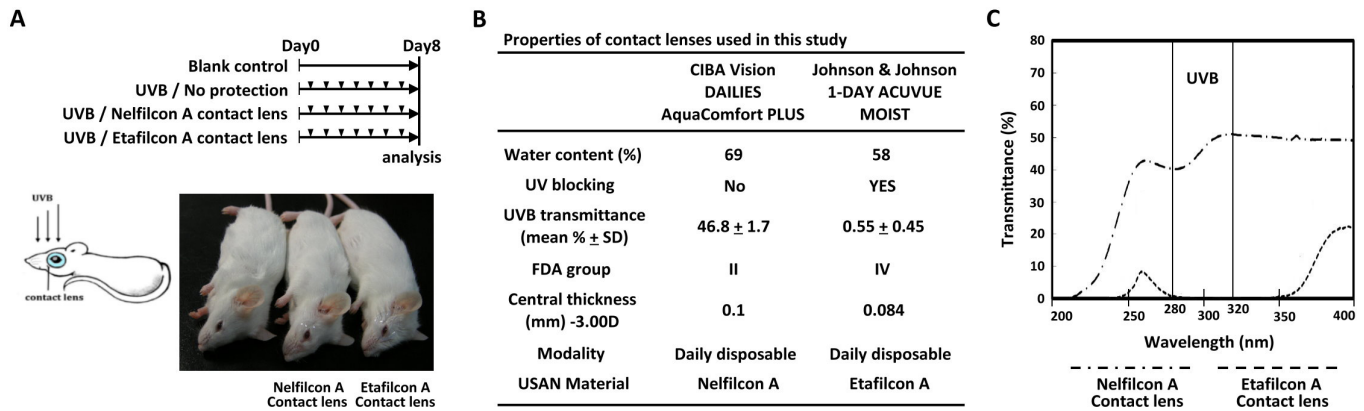 A
Day0 Day8
Blank control
UVB / No protection
UVB / Nelfilcon A contact lens
UVB / Etafilcon A contact lens
analysis
UVB
contact lens
Nelfilcon A Etafilcon A
Contact lens Contact lens
B
Properties of contact lenses used in this study
CIBA Vision Johnson & Johnson
DAILIES 1-DAY ACUVUE
AquaComfort PLUS MOIST
Water content (%) 69 58
UV blocking No YES
UVB transmittance
(mean % ± SD) 46.8 ± 1.7 0.55 ± 0.45
FDA group II IV
Central thickness
(mm) -3.00D 0.1 0.084
Modality Daily disposable Daily disposable
USAN Material Nelfilcon A Etafilcon A
C
80
70
60
50
40
30
20
10
0
UVB
Transmittance (%)
200 260 280 300 320 360 400
Wavelength (nm)
Nelfilcon A Etafilcon A
Contact lens Contact lens